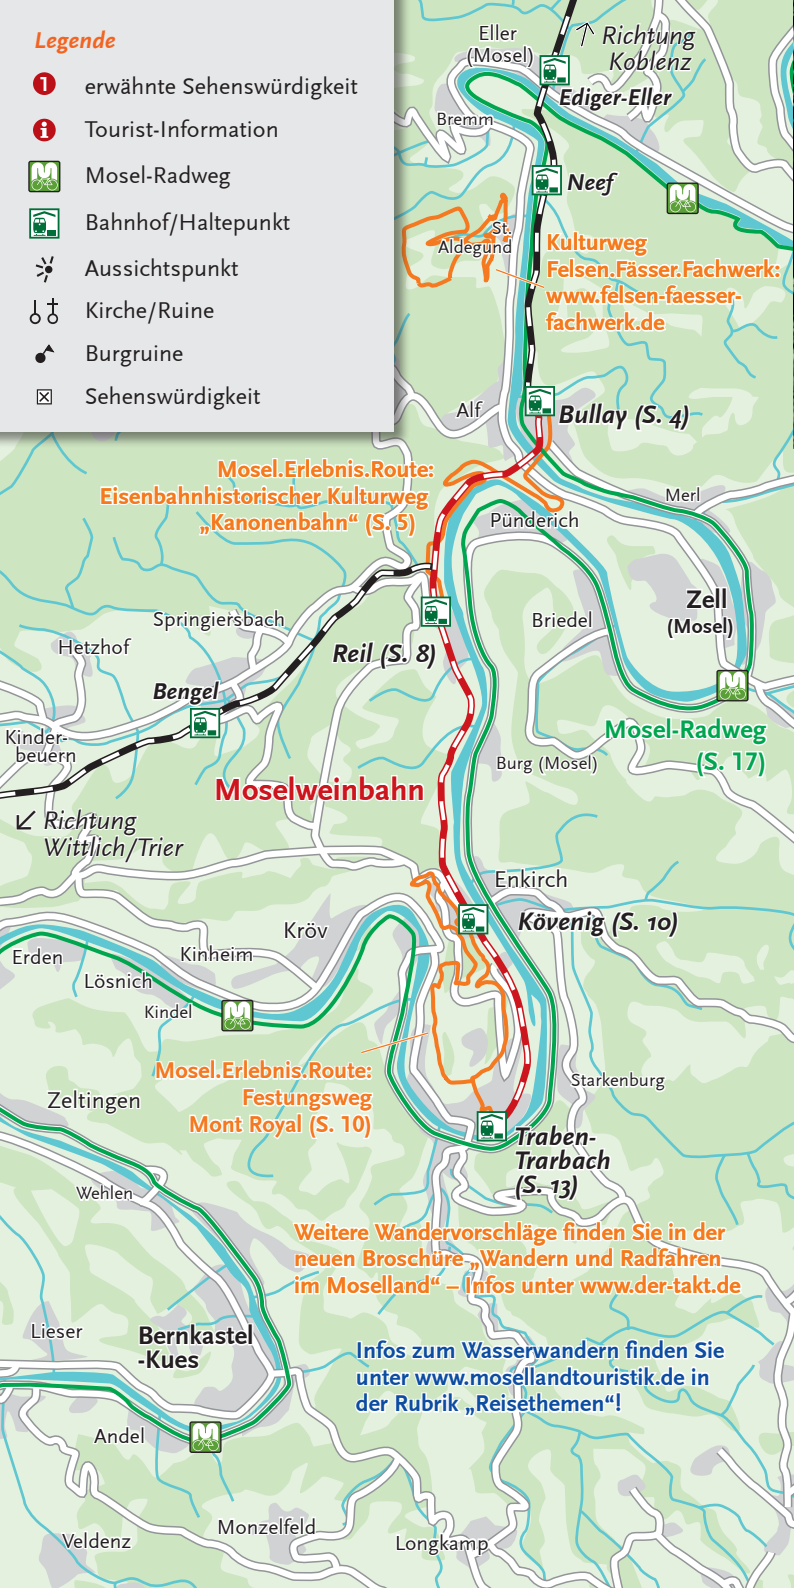 Legende
1 erwähnte Sehenswürdigkeit
i Tourist-Information
M Mosel-Radweg
Bahnhof/Haltepunkt
Aussichtspunkt
Kirche/Ruine
Burgruine
Sehenswürdigkeit
Eller
(Mosel)
Richtung
Koblenz
Ediger-Eller
Bremm
Neef
M
St.
Aldegund
Kulturweg
Felsen.Fässer.Fachwerk:
www.felsen-faesser-
fachwerk.de
Alf
Bullay (S. 4)
Mosel.Erlebnis.Route:
Eisenbahnhistorischer Kulturweg
„Kanonenbahn“ (S. 5)
Merl
Pünderich
Zell
(Mosel)
Springiersbach
Briedel
Hetzhof
Reil (S. 8)
Bengel
M
Kinder-
beuern
Mosel-Radweg
(S. 17)
Burg (Mosel)
Moselweinbahn
Richtung
Wittlich/Trier
Enkirch
Kövenig (S. 10)
Kröv
Kinheim
Erden
Lösnich
Kindel
M
Mosel.Erlebnis.Route:
Festungsweg
Mont Royal (S. 10)
Starkenburg
Zeltingen
Traben-
Trarbach
(S. 13)
Wehlen
Weitere Wandervorschläge finden Sie in der
neuen Broschüre „Wandern und Radfahren
im Moselland“ – Infos unter www.der-takt.de
Lieser
Bernkastel
-Kues
Infos zum Wasserwandern finden Sie
unter www.mosellandtouristik.de in
der Rubrik „Reisethemen“!
Andel
M
Veldenz
Monzelfeld
Longkamp